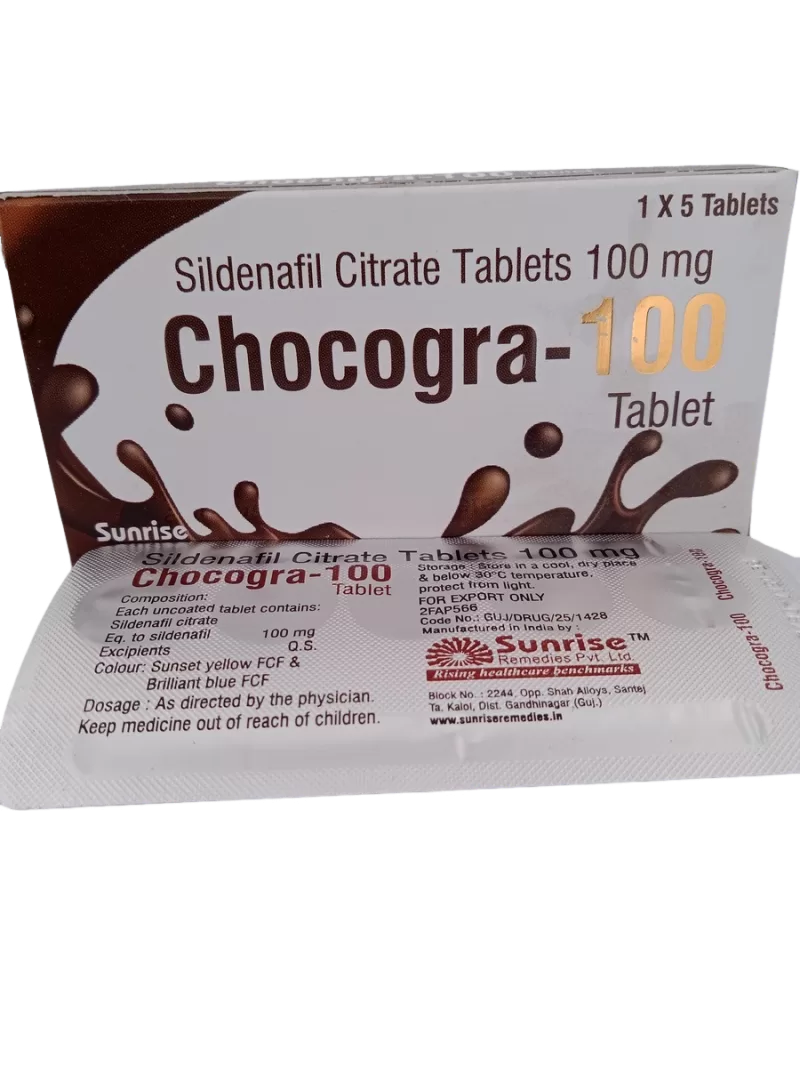 1 X 5 Tablets
Sildenafil Citrate Tablets 100 mg
Chocogra-100
Tablet
Sunrise
Sildenafil Citrate Tablets 100 mg
Chocogra-100
Tablet
Composition:
Each uncoated tablet contains:
Sildenafil citrate
Eq. to sildenafil 100 mg
Excipients Q.S.
Colour: Sunset yellow FCF &
Brilliant blue FCF
Dosage : As directed by the physician.
Keep medicine out of reach of children.
Storage : Store in a cool, dry place
& below 30°C temperature,
protect from light.
FOR EXPORT ONLY
2FAP566
Code No.: GUJ/DRUG/25/1428
Manufactured in India by :
Sunrise™
Remedies Pvt. Ltd.
Rising healthcare benchmarks
Block No. : 2244, Opp. Shah Alloys, Santej
Ta. Kalol, Dist. Gandhinagar (Guj.)
www.sunriseremedies.in
Chocogra-100 Chocogra-100